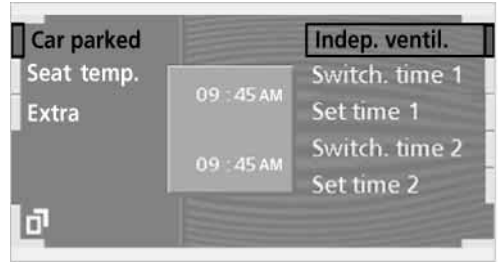 Car parked
Seat temp.
Extra
09 : 45 AM
09 : 45 AM
Indep. ventil.
Switch. time 1
Set time 1
Switch. time 2
Set time 2